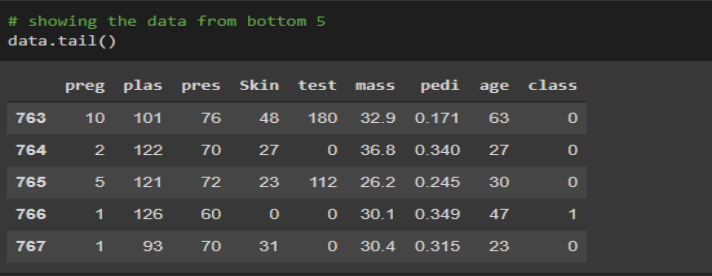 # showing the data from bottom 5
data.tail()
preg plas pres Skin test mass pedi age class
763 10 101 76 48 180 32.9 0.171 63 0
764 2 122 70 27 0 36.8 0.340 27 0
765 5 121 72 23 112 26.2 0.245 30 0
766 1 126 60 0 0 30.1 0.349 47 1
767 1 93 70 31 0 30.4 0.315 23 0